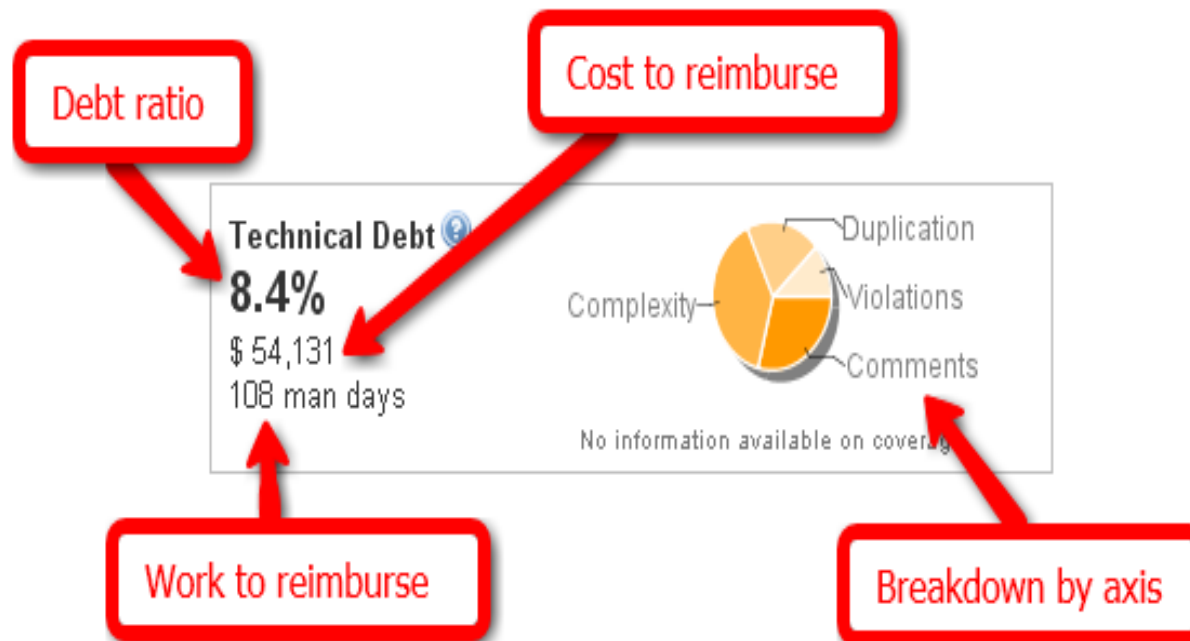 Cost to reimburse
Debt ratio
Technical Debt
8.4%
$ 54,131
108 man days
Duplication
Complexity
Violations
Comments
No information available on coverag
Work to reimburse
Breakdown by axis